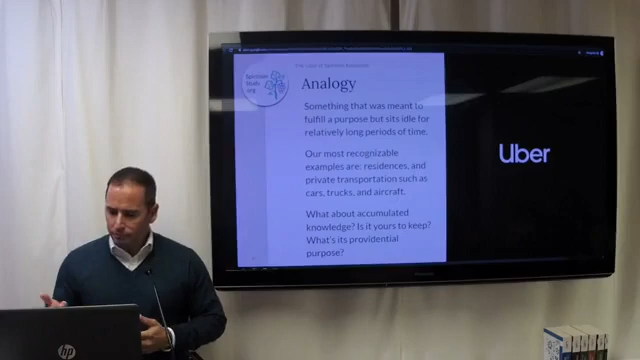 Analogy
Something that was meant to
fulfill a purpose but sits idle for
relatively long periods of time.
Our most recognizable
examples are: residences, and
private transportation such as
cars, trucks, and aircraft.
What about accumulated
knowledge? Is it yours to keep?
What's its providential
purpose?
Uber
hp